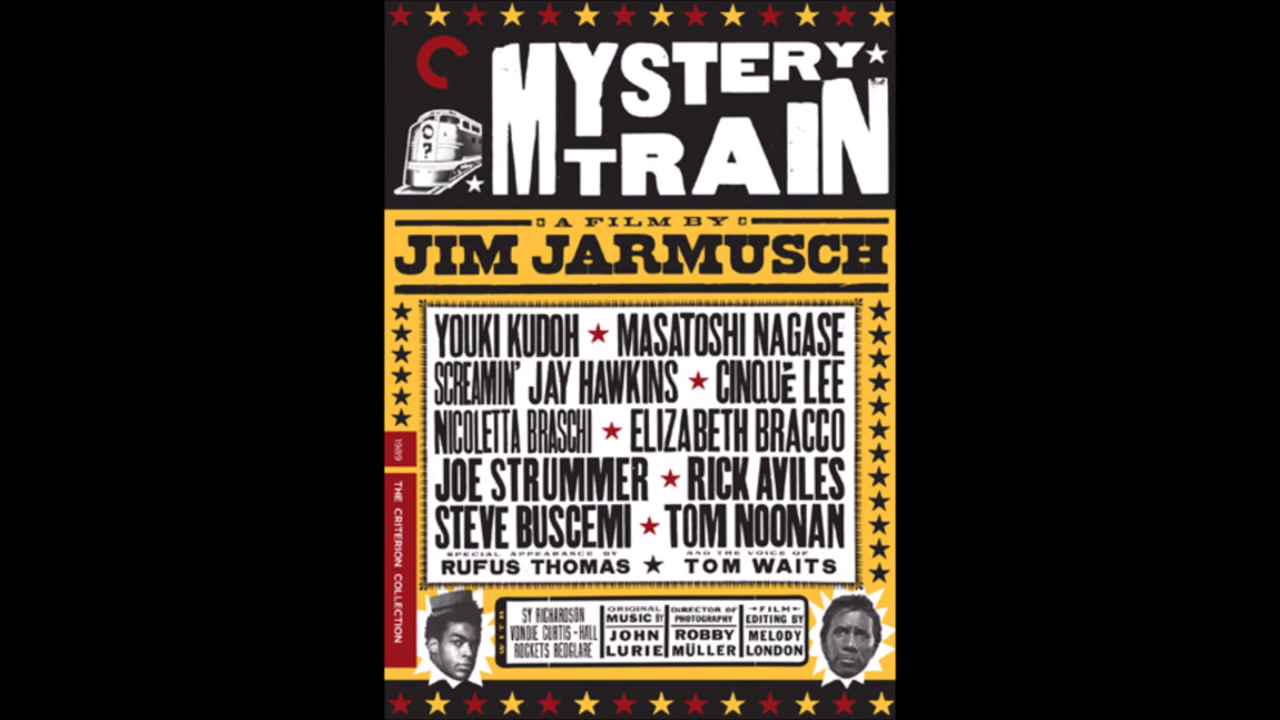 MYSTERY
TRAIN
?
A FILM BY
JIM JARMUSCH
YOUKI KUDOH ★ MASATOSHI NAGASE
SCREAMIN' JAY HAWKINS ★ CINQUÉ LEE
NICOLETTA BRASCHI ★ ELIZABETH BRACCO
JOE STRUMMER ★ RICK AVILES
STEVE BUSCEMI ★ TOM NOONAN
SPECIAL APPEARANCE BY
RUFUS THOMAS ★
AND THE VOICE OF
TOM WAITS
1989
THE CRITERION COLLECTION
WITH
SY RICHARDSON
VONDIE CURTIS-HALL
ROCKETS REDGLARE
ORIGINAL
MUSIC BY
JOHN
LURIE
DIRECTOR OF
PHOTOGRAPHY
ROBBY
MÜLLER
FILM
EDITING BY
MELODY
LONDON